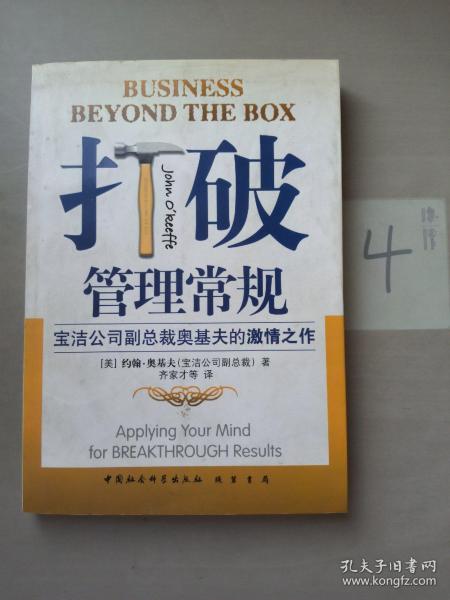 BUSINESS
BEYOND THE BOX
打破
John O'keeffe
管理常规
宝洁公司副总裁奥基夫的激情之作
[美] 约翰·奥基夫(宝洁公司副总裁) 著
齐家才等 译
Applying Your Mind
for BREAKTHROUGH Results
中国社会科学出版社 猿碧书局
4
孔夫子旧书网
www.kongfz.com